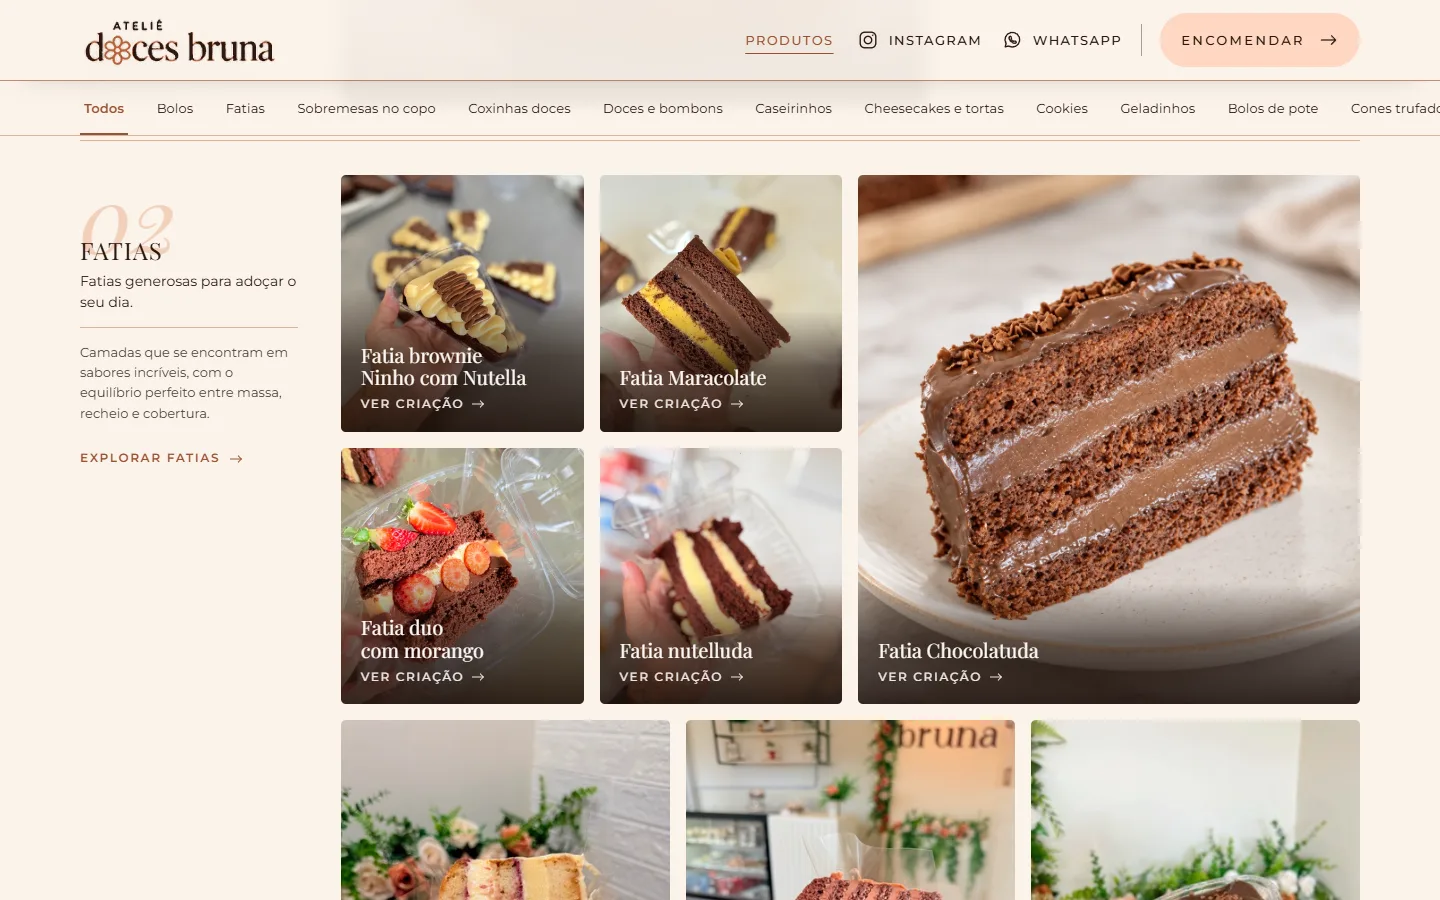 ATELIÊ
doces bruna
PRODUTOS
INSTAGRAM
WHATSAPP
ENCOMENDAR
Todos
Bolos
Fatias
Sobremesas no copo
Coxinhas doces
Doces e bombons
Caseirinhos
Cheesecakes e tortas
Cookies
Geladinhos
Bolos de pote
Cones trufado
02
FATIAS
Fatias generosas para adoçar o
seu dia.
Camadas que se encontram em
sabores incríveis, com o
equilíbrio perfeito entre massa,
recheio e cobertura.
EXPLORAR FATIAS
Fatia brownie
Ninho com Nutella
VER CRIAÇÃO
Fatia Maracolate
VER CRIAÇÃO
Fatia duo
com morango
VER CRIAÇÃO
Fatia nutelluda
VER CRIAÇÃO
Fatia Chocolatuda
VER CRIAÇÃO
bruna